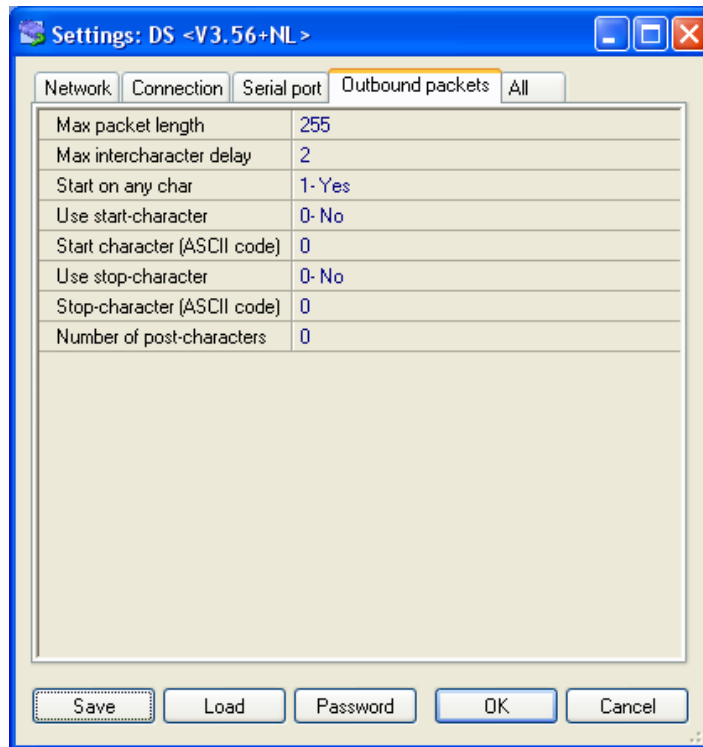 Settings: DS <V3.56+NL>
Network Connection Serial port Outbound packets All
Max packet length 255
Max intercharacter delay 2
Start on any char 1- Yes
Use start-character 0- No
Start character (ASCII code) 0
Use stop-character 0- No
Stop-character (ASCII code) 0
Number of post-characters 0
Save Load Password OK Cancel